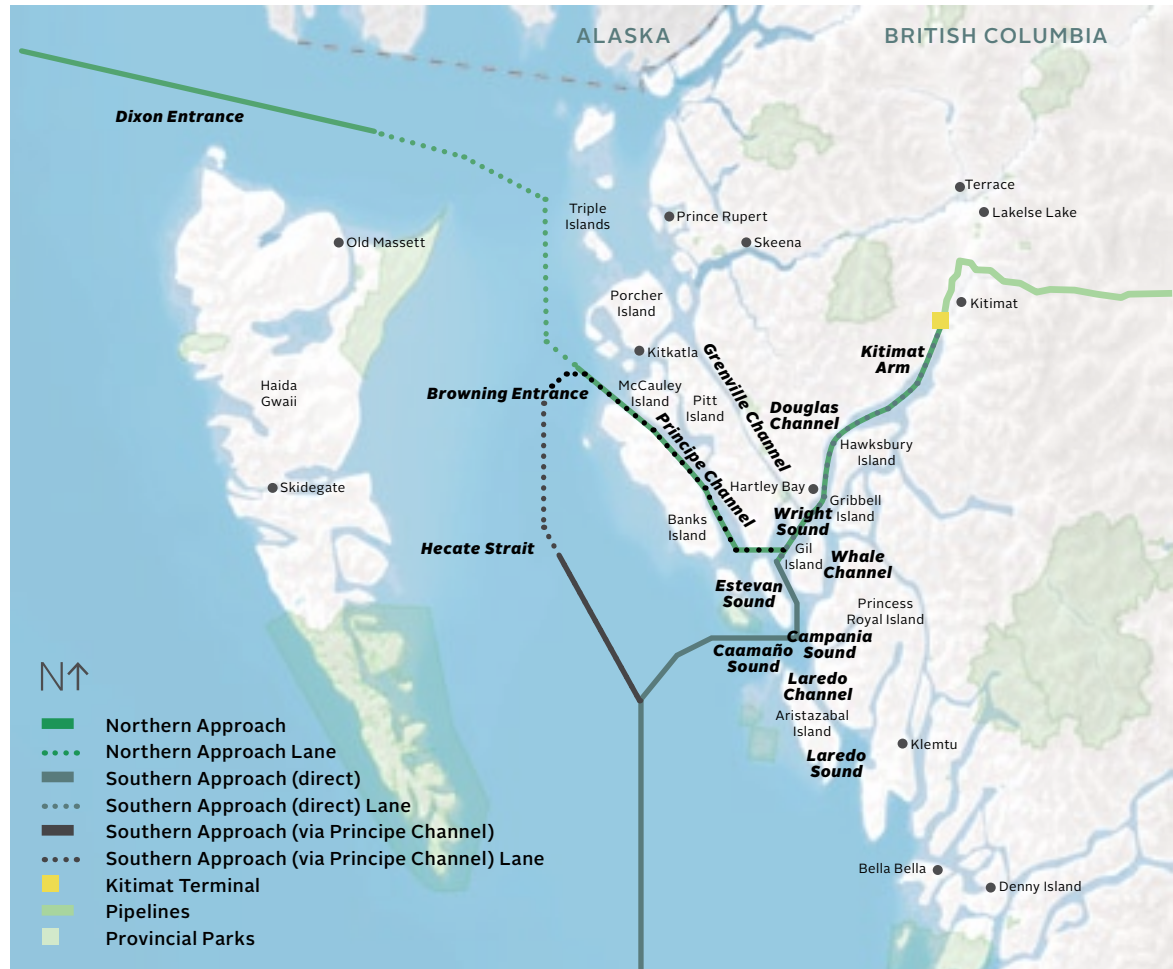 ALASKA
BRITISH COLUMBIA
Dixon Entrance
Terrace
Lakelse Lake
Triple
Islands
Prince Rupert
Skeena
Old Massett
Porcher
Island
Kitimat
Kitkatla
Kitimat
Arm
Grenville Channel
Haida
Gwaii
Browning Entrance
McCauley
Island
Pitt
Island
Douglas
Channel
Principe Channel
Hawksbury
Island
Skidegate
Hartley Bay
Gribbell
Island
Banks
Island
Wright
Sound
Hecate Strait
Gil
Island
Whale
Channel
Estevan
Sound
Princess
Royal Island
Caamaño
Sound
Campania
Sound
Laredo
Channel
Aristazabal
Island
Klemtu
Laredo
Sound
Bella Bella
Denny Island
N↑
Northern Approach
Northern Approach Lane
Southern Approach (direct)
Southern Approach (direct) Lane
Southern Approach (via Principe Channel)
Southern Approach (via Principe Channel) Lane
Kitimat Terminal
Pipelines
Provincial Parks